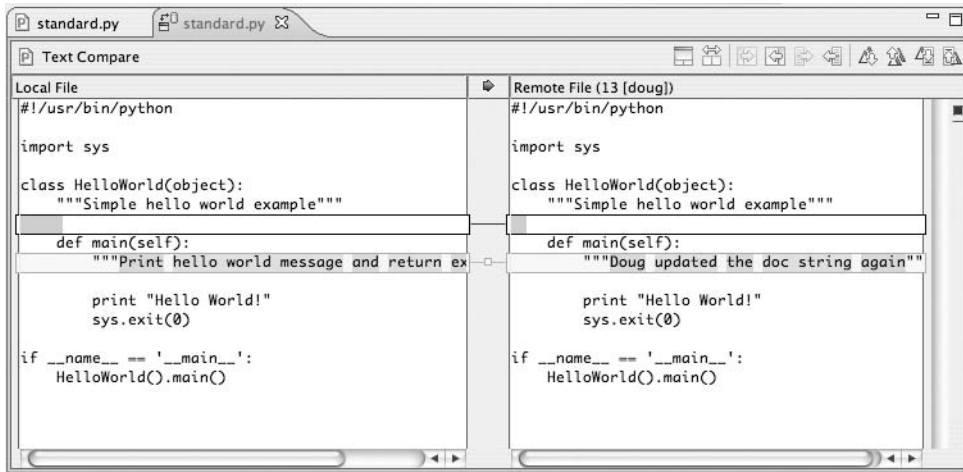 standard.py standard.py
Text Compare
Local File
#!/usr/bin/python
import sys
class HelloWorld(object):
"""Simple hello world example"""
def main(self):
"""Print hello world message and return ex
print "Hello World!"
sys.exit(0)
if __name__ == '__main__':
HelloWorld().main()
Remote File (13 [doug])
#!/usr/bin/python
import sys
class HelloWorld(object):
"""Simple hello world example"""
def main(self):
"""Doug updated the doc string again""
print "Hello World!"
sys.exit(0)
if __name__ == '__main__':
HelloWorld().main()